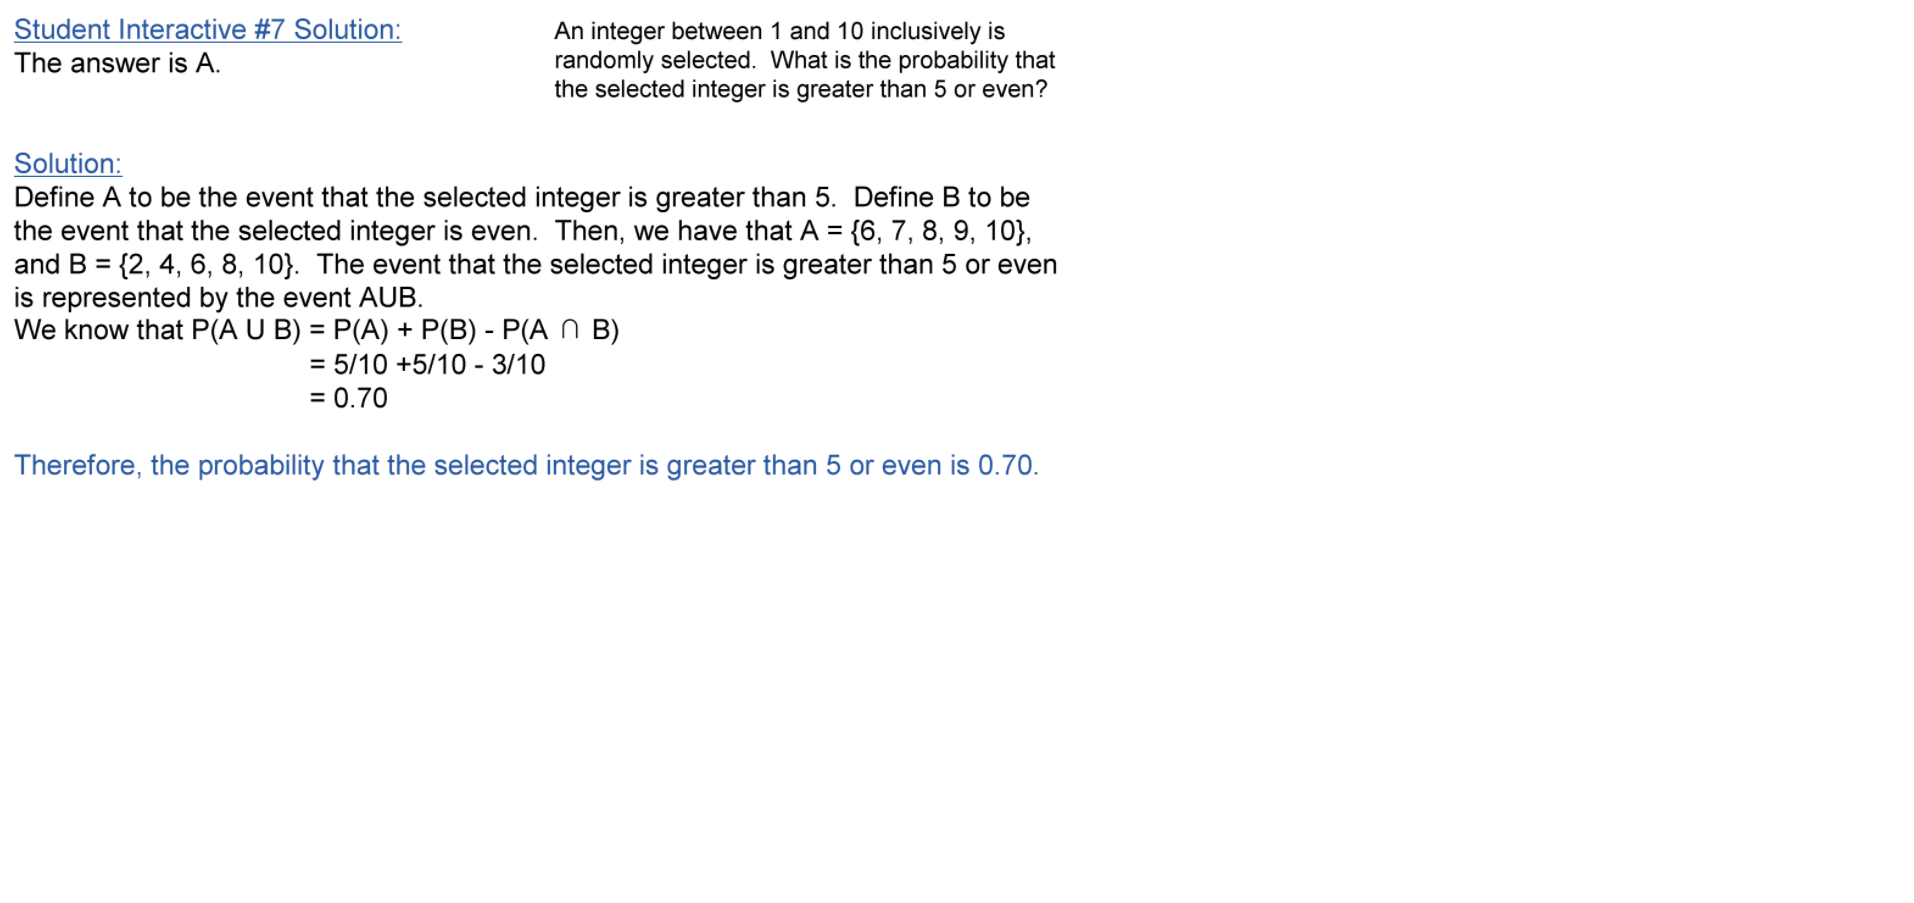 Student Interactive #7 Solution:
The answer is A.
An integer between 1 and 10 inclusively is
randomly selected.  What is the probability that
the selected integer is greater than 5 or even?
Solution:
Define A to be the event that the selected integer is greater than 5.  Define B to be
the event that the selected integer is even.  Then, we have that A = {6, 7, 8, 9, 10},
and B = {2, 4, 6, 8, 10}.  The event that the selected integer is greater than 5 or even
is represented by the event AUB.
We know that P(A U B) = P(A) + P(B) - P(A ∩ B)
= 5/10 +5/10 - 3/10
= 0.70
Therefore, the probability that the selected integer is greater than 5 or even is 0.70.